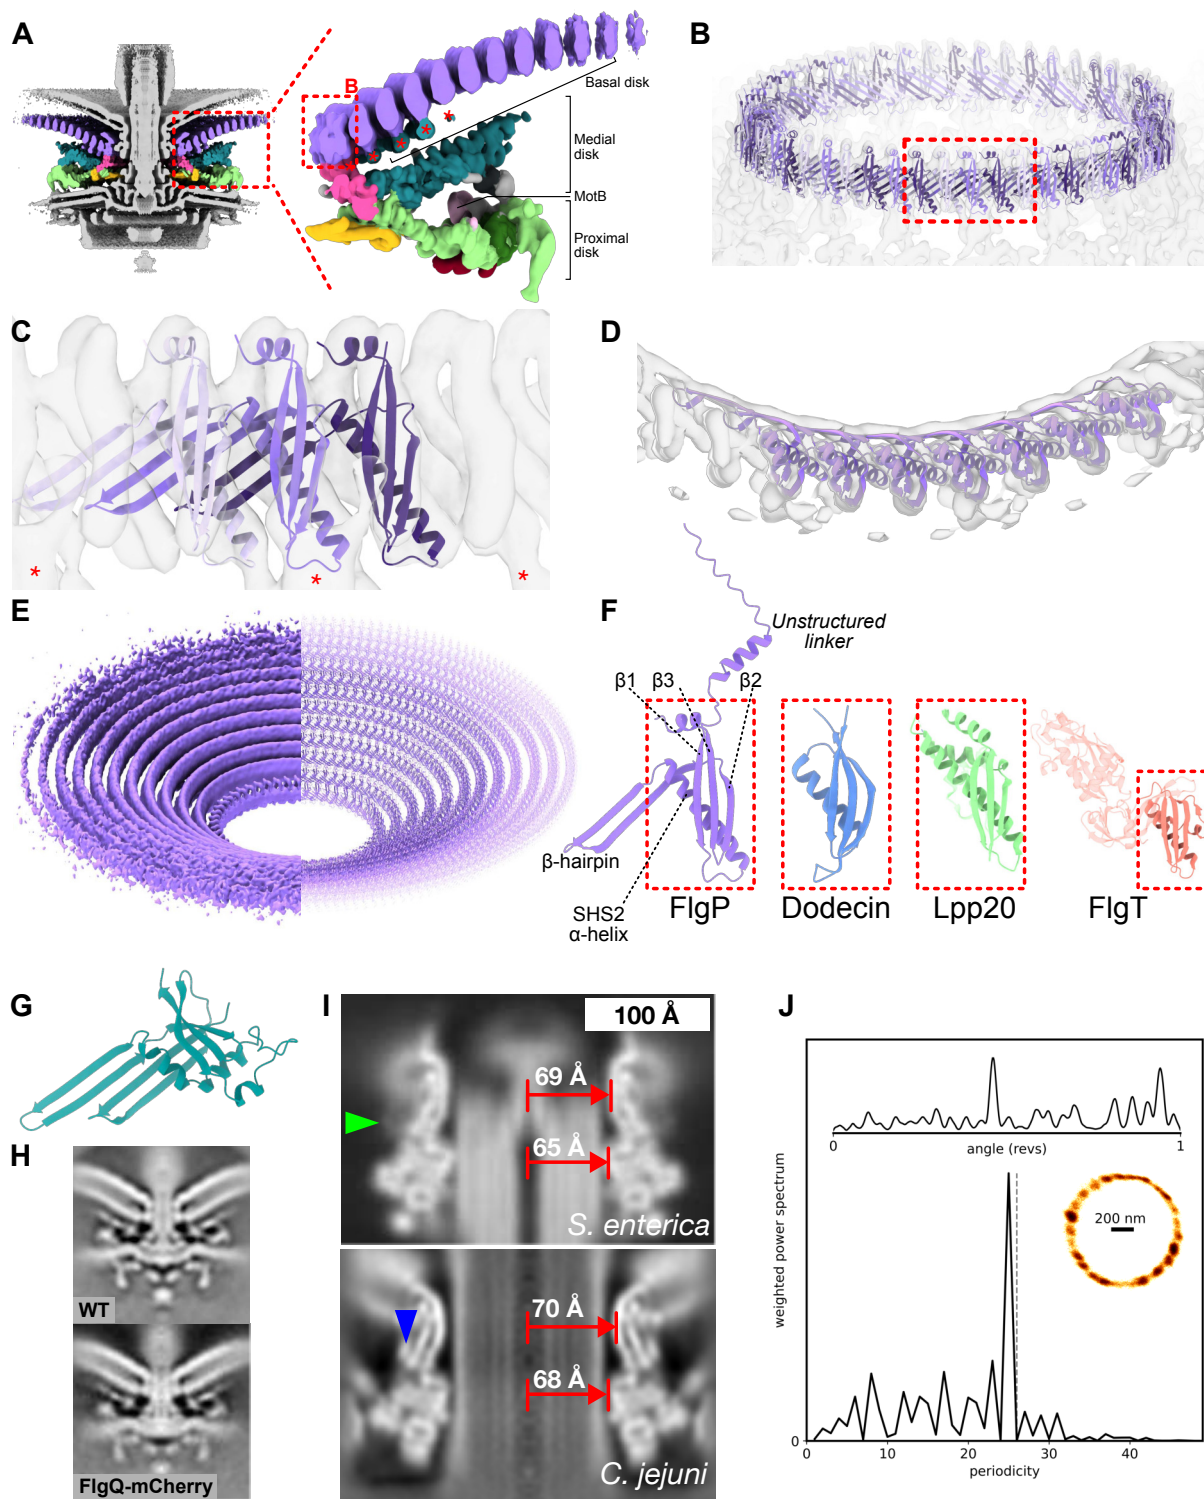 A
B
Basal disk
Medial
disk
MotB
Proximal
disk
*
*
*
*
B
C
*
*
*
D
E
F
Unstructured
linker
β1
β3
β2
β-hairpin
SHS2
α-helix
FlgP
Dodecin
Lpp20
FlgT
G
H
WT
FlgQ-mCherry
I
100 Å
69 Å
65 Å
S. enterica
70 Å
68 Å
C. jejuni
J
0
1
angle (revs)
weighted power spectrum
200 nm
0
0
10
20
30
40
periodicity